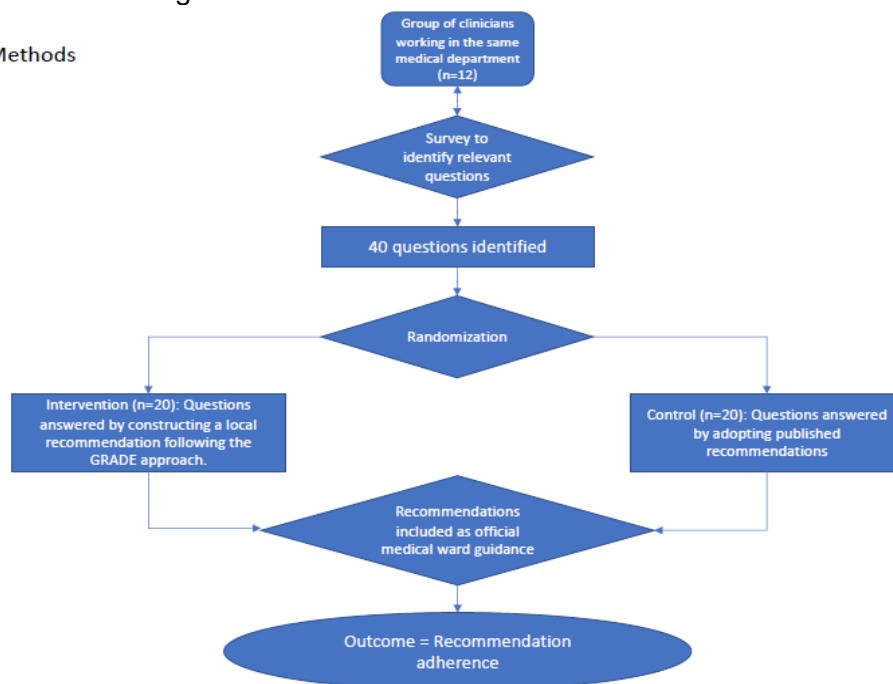 Group of clinicians
working in the same
medical department
(n=12)
Methods
Survey to
identify relevant
questions
40 questions identified
Randomization
Intervention (n=20): Questions
answered by constructing a local
recommendation following the
GRADE approach.
Control (n=20): Questions answered
by adopting published
recommendations
Recommendations
included as official
medical ward guidance
Outcome = Recommendation
adherence